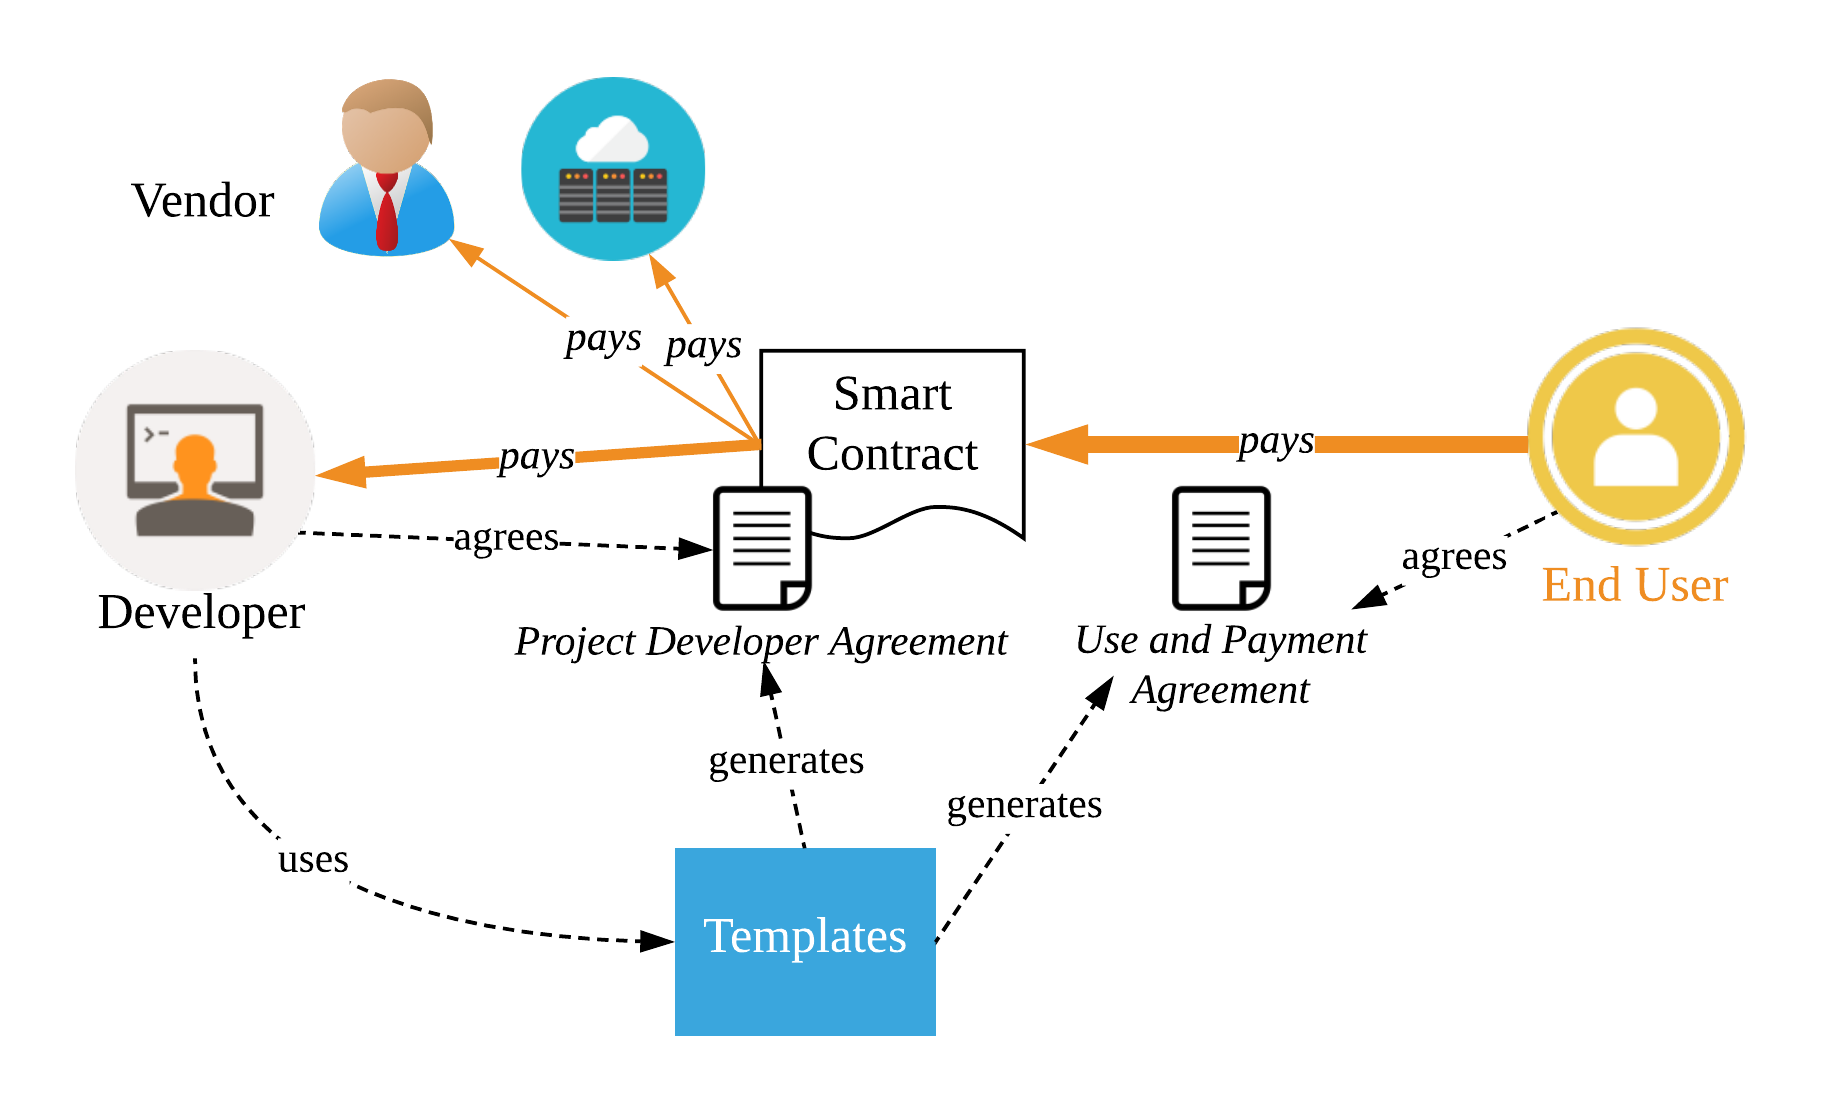 Vendor
pays
pays
Smart
Contract
pays
pays
agrees
agrees
Developer
End User
Project Developer Agreement
Use and Payment
Agreement
generates
generates
uses
Templates